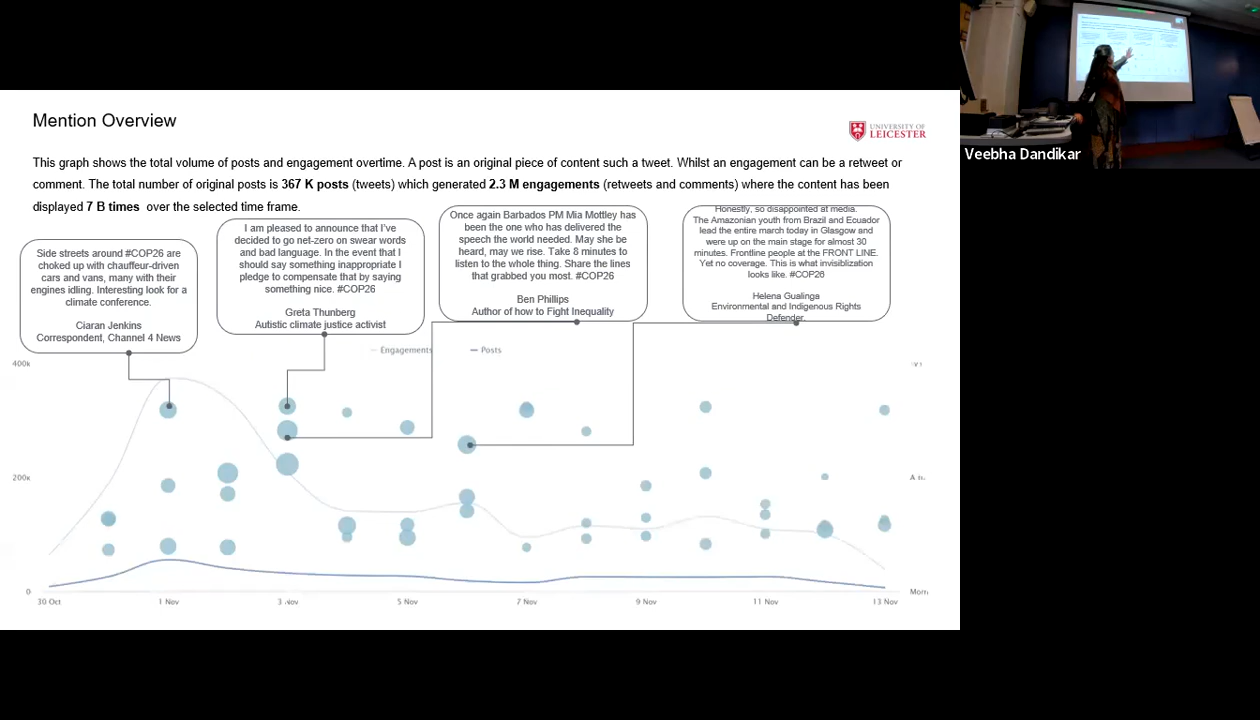 Mention Overview
UNIVERSITY OF
LEICESTER
This graph shows the total volume of posts and engagement overtime. A post is an original piece of content such a tweet. Whilst an engagement can be a retweet or
comment. The total number of original posts is 367 K posts (tweets) which generated 2.3 M engagements (retweets and comments) where the content has been
displayed 7 B times over the selected time frame.
Side streets around #COP26 are
choked up with chauffeur-driven
cars and vans, many with their
engines idling. Interesting look for a
climate conference.
Ciaran Jenkins
Correspondent, Channel 4 News
I am pleased to announce that I've
decided to go net-zero on swear words
and bad language. In the event that I
should say something inappropriate I
pledge to compensate that by saying
something nice. #COP26
Greta Thunberg
Autistic climate justice activist
Once again Barbados PM Mia Mottley has
been the one who has delivered the
speech the world needed. May she be
heard, may we rise. Take 8 minutes to
listen to the whole thing. Share the lines
that grabbed you most. #COP26
Ben Phillips
Author of how to Fight Inequality
Honestly, so disappointed at media.
The Amazonian youth from Brazil and Ecuador
lead the entire march today in Glasgow and
were up on the main stage for almost 30
minutes. Frontline people at the FRONT LINE.
Yet no coverage. This is what invisiblization
looks like. #COP26
Helena Gualinga
Environmental and Indigenous Rights
Defender.
Engagements
Posts
400k
200k
0
30 Oct
1 Nov
3 Nov
5 Nov
7 Nov
9 Nov
11 Nov
13 Nov
Veebha Dandikar